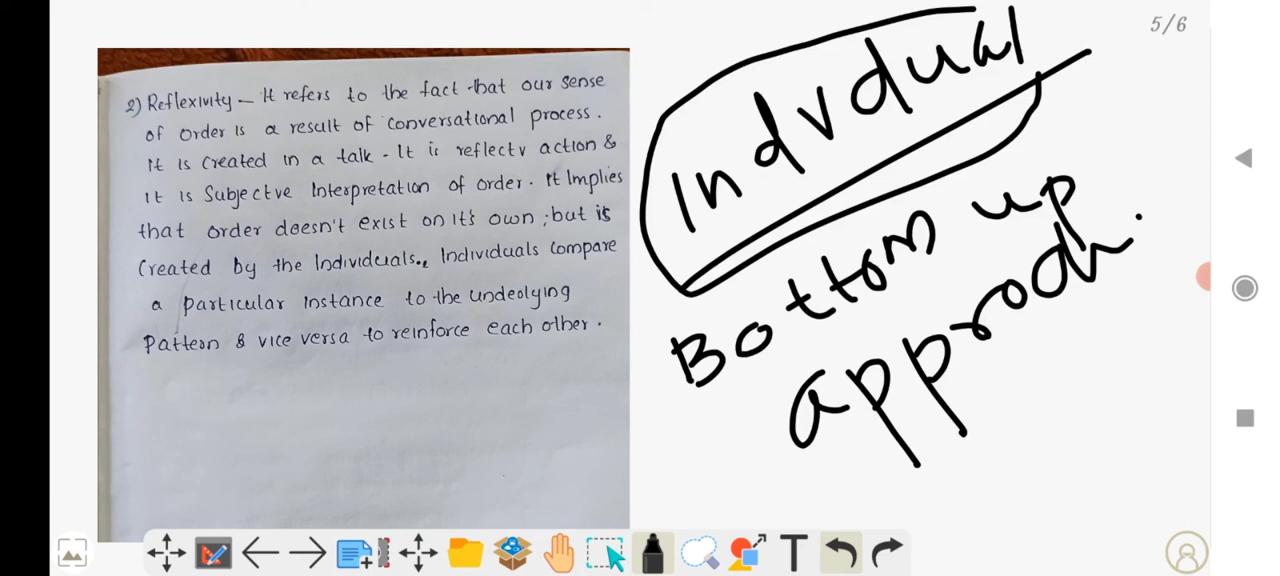 5/6
2) Reflexivity - It refers to the fact that our sense
of order is a result of conversational process.
It is created in a talk - It is reflectv action &
it is Subjectve Interpretation of order. It Implies
that order doesn't exist on it's own, but is
Created by the Individuals.. Individuals compare
a particular instance to the undeolying
Patteon & vice versa to reinforce each other.
Indvdual
Bottom up
approch.
T